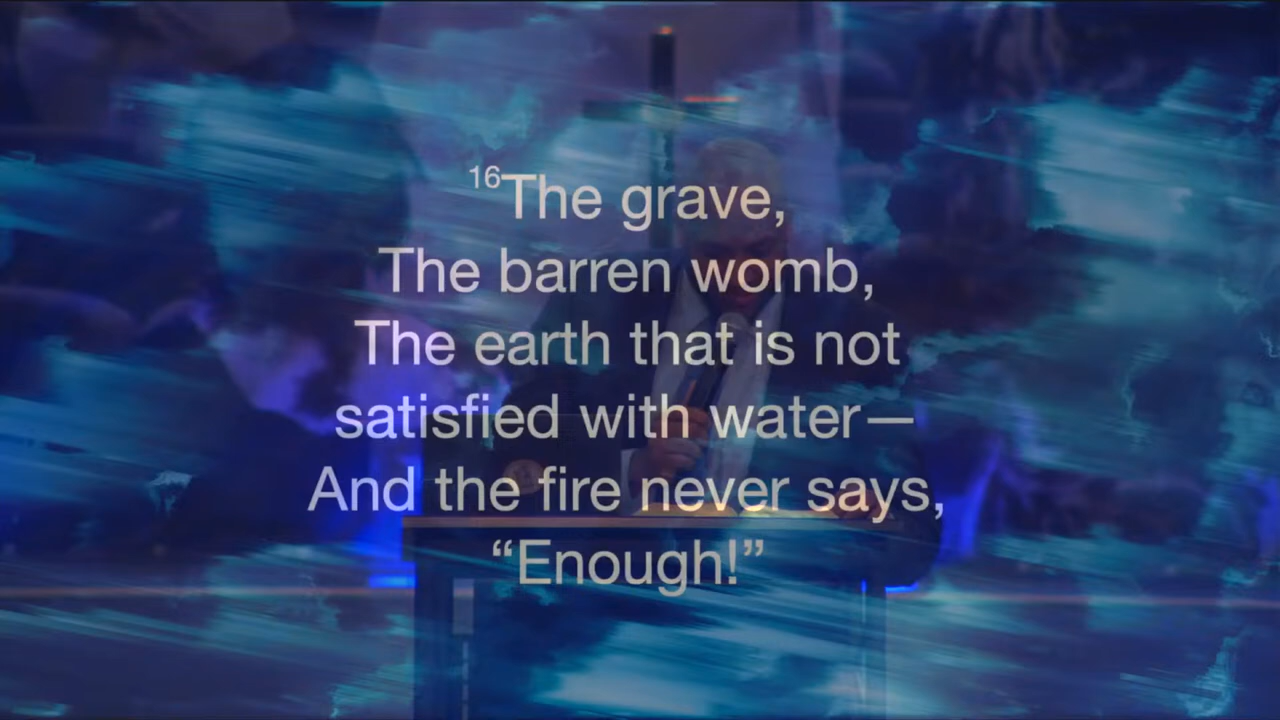 16The grave,
The barren womb,
The earth that is not
satisfied with water—
And the fire never says,
“Enough!”